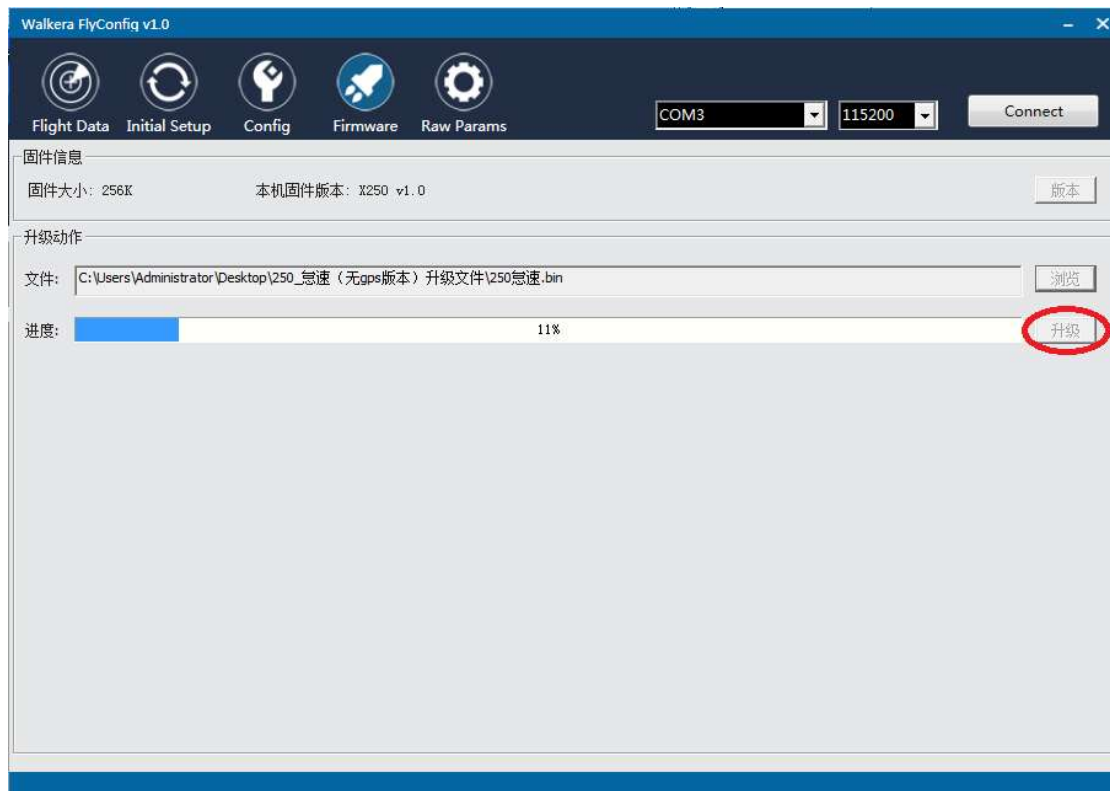 Walkera FlyConfig v1.0
Flight Data Initial Setup Config Firmware Raw Params COM3 115200 Connect
固件信息
固件大小: 256K 本机固件版本: X250 v1.0 版本
升级动作
文件: C:\Users\Administrator\Desktop\250_怠速（无gps版本）升级文件\250怠速.bin 浏览
进度: 11% 升级